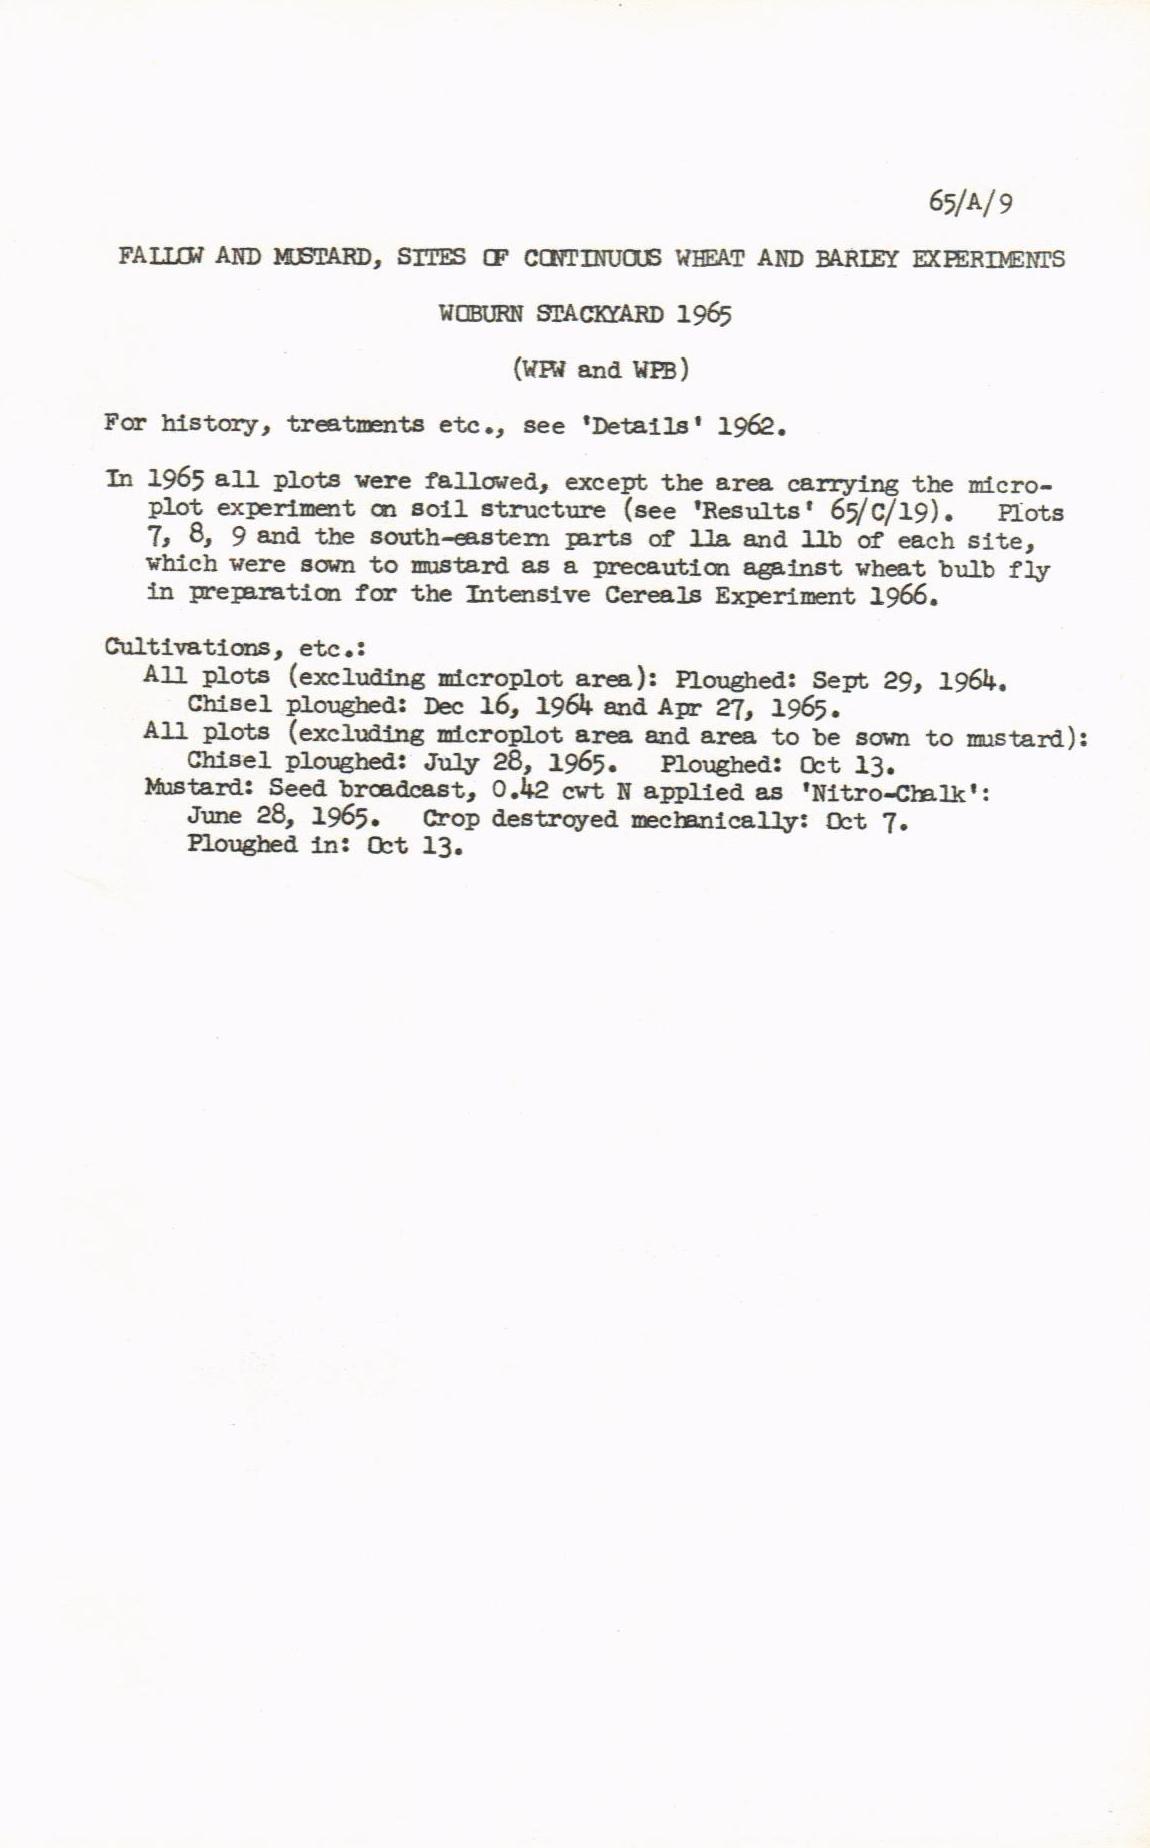 65/A/9
FALLOW AND MUSTARD, SITES OF CONTINUOUS WHEAT AND BARLEY EXPERIMENTS
WOBURN STACKYARD 1965
(WPW and WPB)
For history, treatments etc., see 'Details' 1962.
In 1965 all plots were fallowed, except the area carrying the micro-
plot experiment on soil structure (see 'Results' 65/C/19). Plots
7, 8, 9 and the south-eastern parts of 11a and 11b of each site,
which were sown to mustard as a precaution against wheat bulb fly
in preparation for the Intensive Cereals Experiment 1966.
Cultivations, etc.:
All plots (excluding microplot area): Ploughed: Sept 29, 1964.
Chisel ploughed: Dec 16, 1964 and Apr 27, 1965.
All plots (excluding microplot area and area to be sown to mustard):
Chisel ploughed: July 28, 1965. Ploughed: Oct 13.
Mustard: Seed broadcast, 0.42 cwt N applied as 'Nitro-Chalk':
June 28, 1965. Crop destroyed mechanically: Oct 7.
Ploughed in: Oct 13.